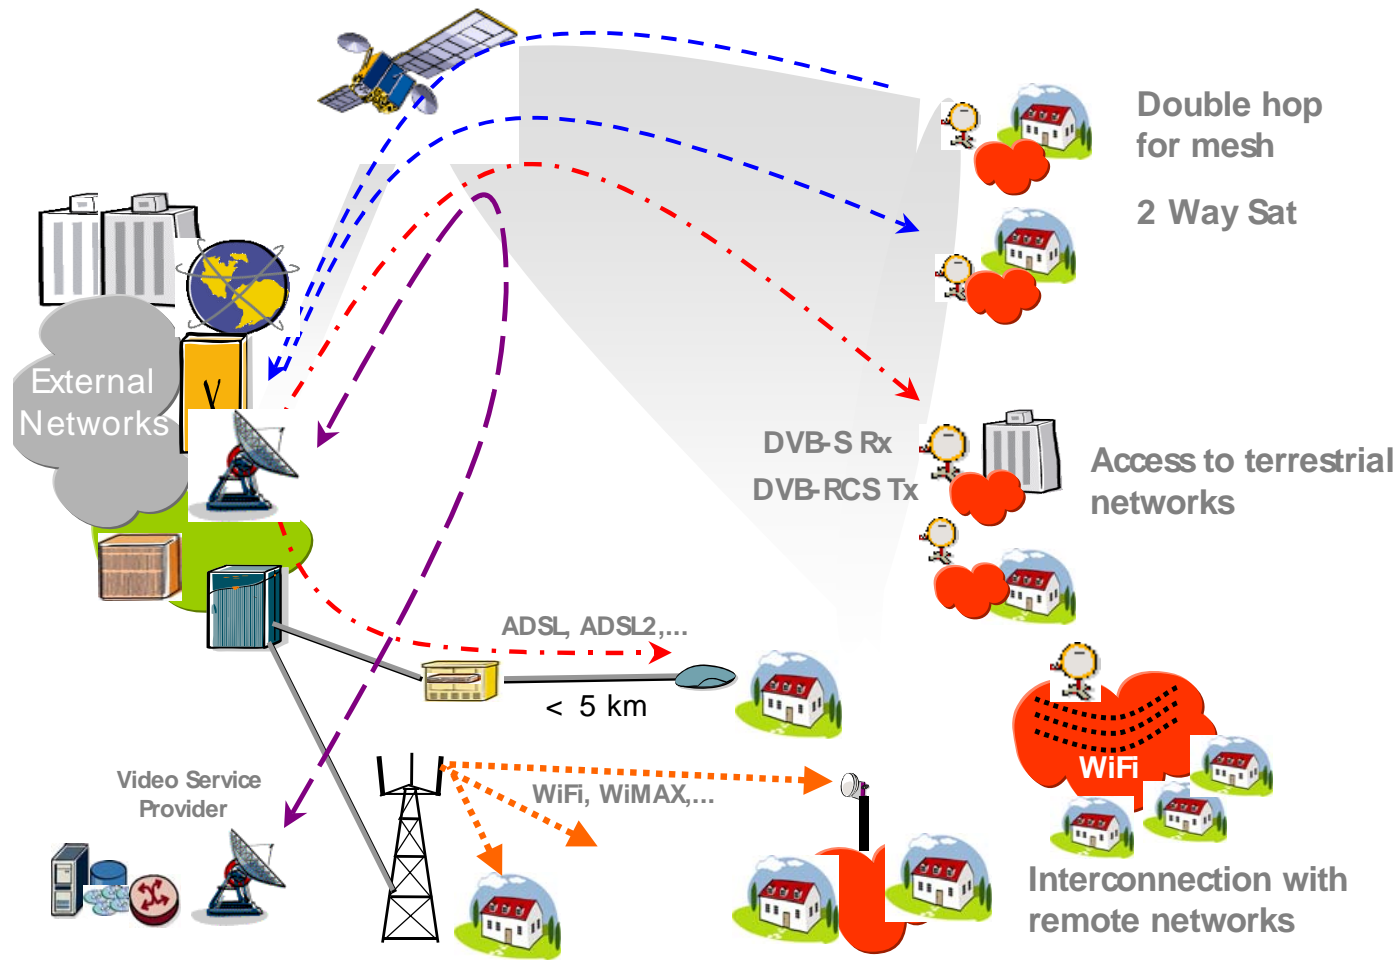 Double hop
for mesh
2 Way Sat
External
Networks
DVB-S Rx
DVB-RCS Tx
Access to terrestrial
networks
ADSL, ADSL2,...
< 5 km
WiFi
Video Service
Provider
WiFi, WiMAX,...
Interconnection with
remote networks